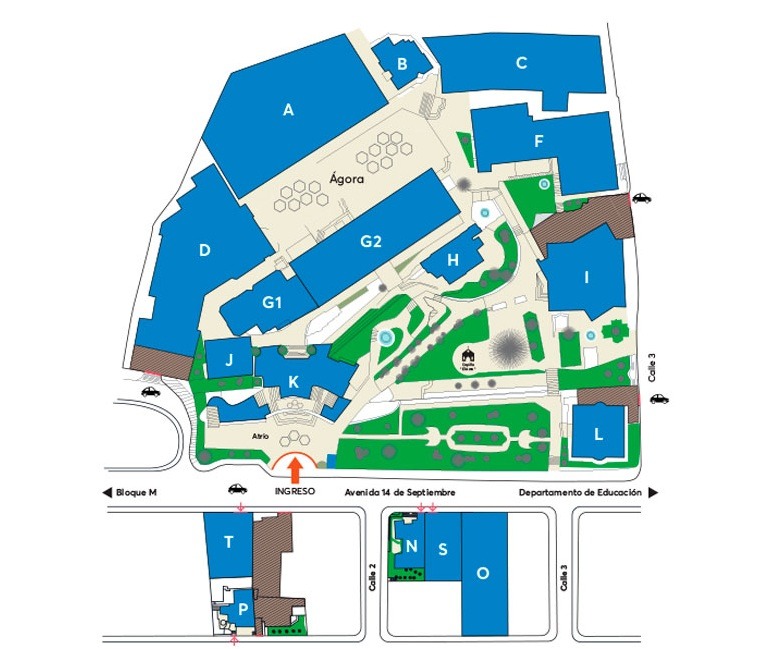 B
C
A
F
Ágora
D
G2
H
I
G1
J
K
Capilla
Calle 3
L
Atrio
INGRESO
Bloque M
Avenida 14 de Septiembre
Departamento de Educación
T
N
S
O
Calle 2
Calle 3
P